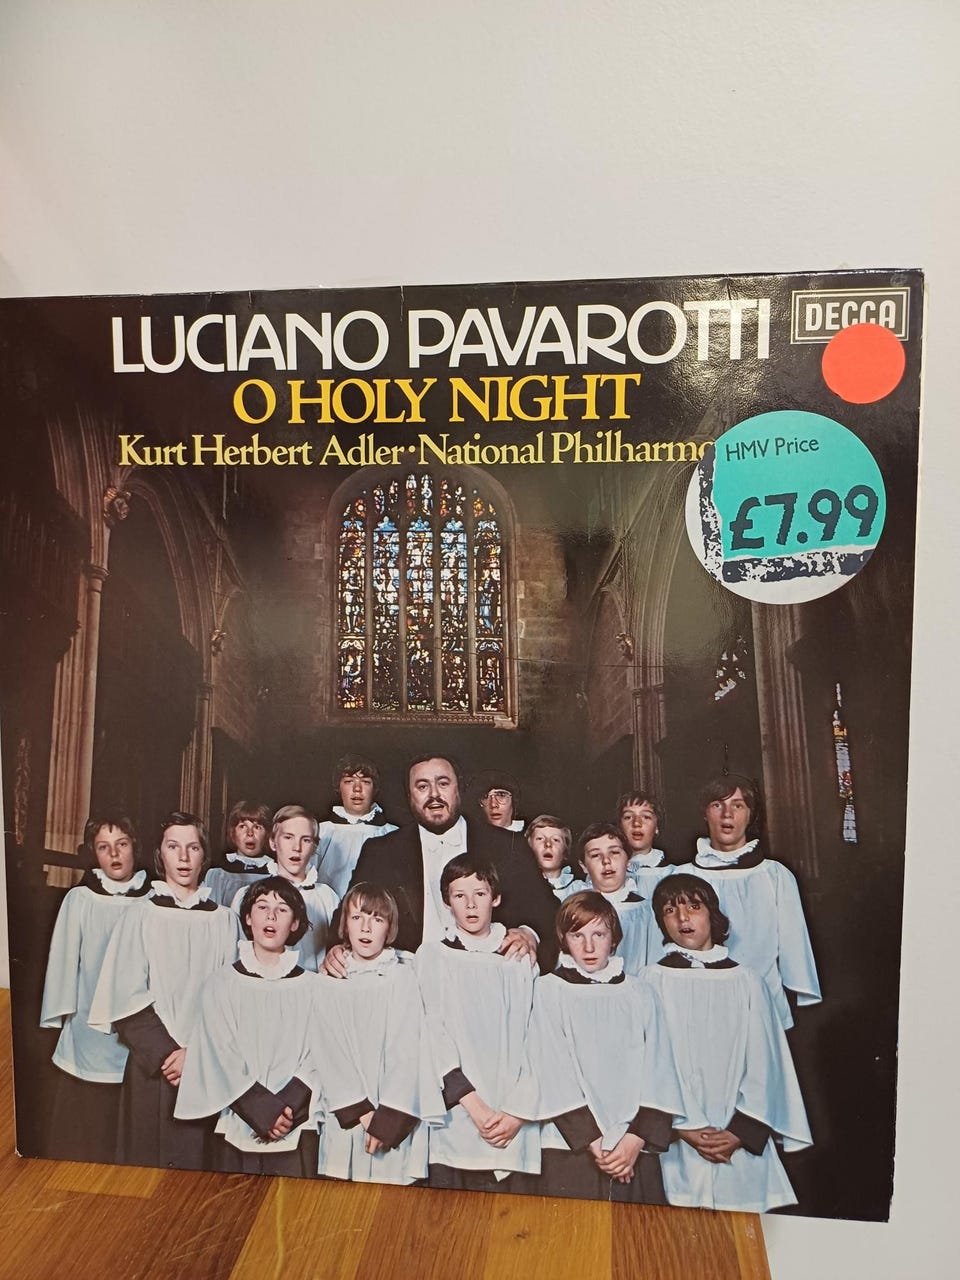 LUCIANO PAVAROTTI
DECCA
O HOLY NIGHT
Kurt Herbert Adler·National Philharmo
HMV Price
£7.99